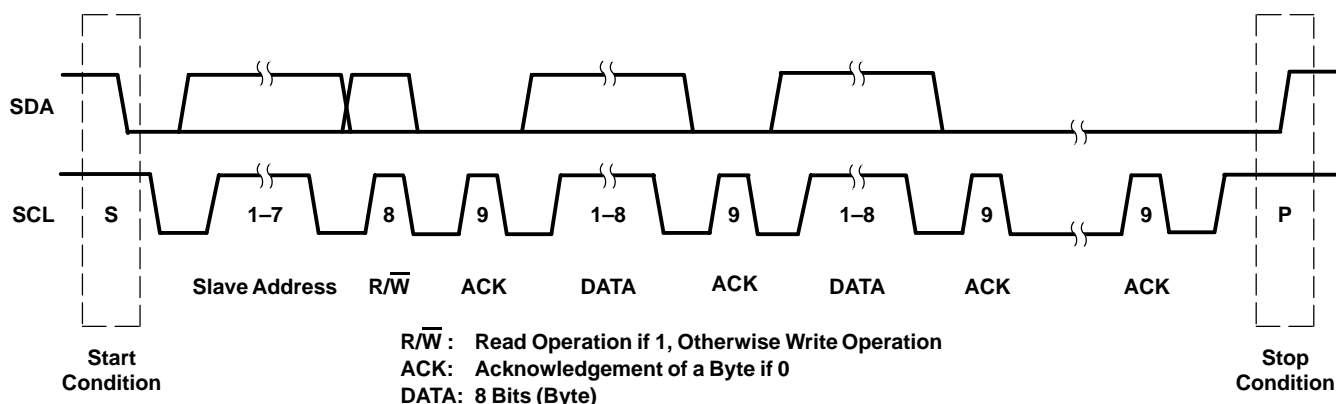 SDA
SCL S 1–7 8 9 1–8 9 1–8 9 9 P
Slave Address R/W̅ ACK DATA ACK DATA ACK ACK
Start
Condition
R/W̅ : Read Operation if 1, Otherwise Write Operation
ACK: Acknowledgement of a Byte if 0
DATA: 8 Bits (Byte)
Stop
Condition